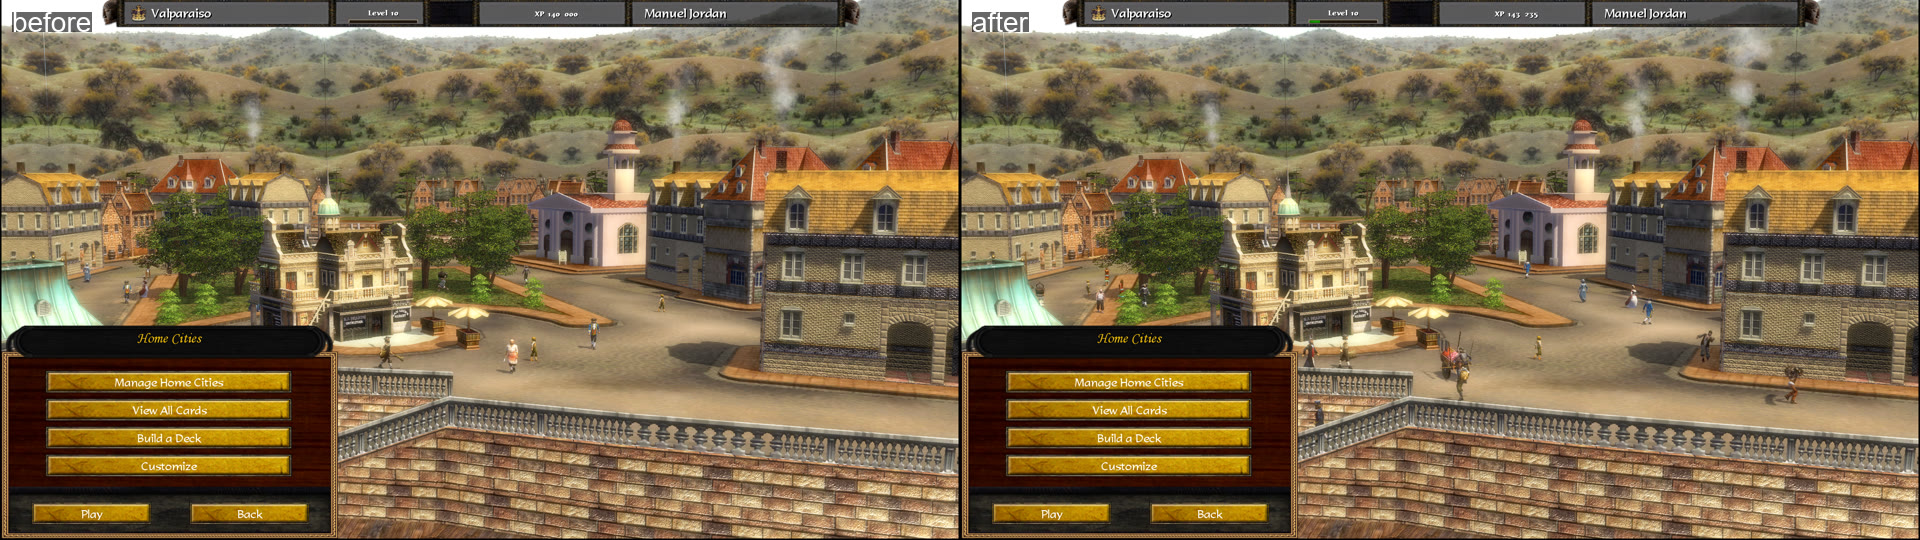 before
Valparaiso
Level 10
XP 140 000
Manuel Jordan
Home Cities
Manage Home Cities
View All Cards
Build a Deck
Customize
Play
Back
after
Valparaiso
Level 10
XP 143 235
Manuel Jordan
Home Cities
Manage Home Cities
View All Cards
Build a Deck
Customize
Play
Back